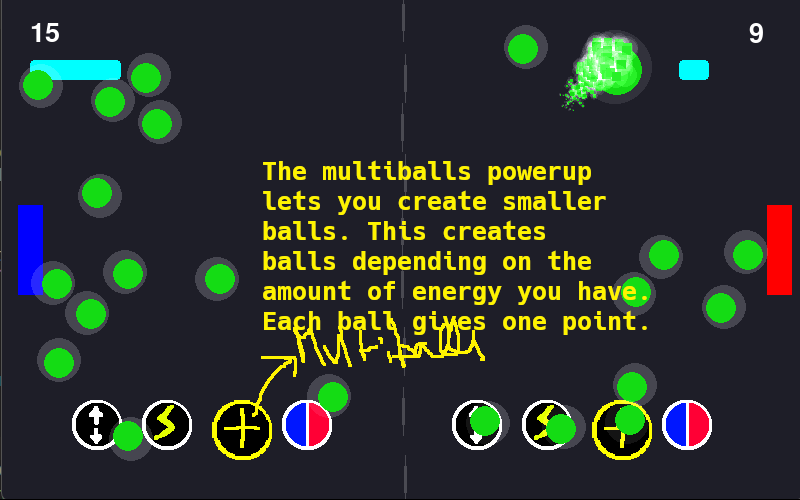 15 9
The multiballs powerup
lets you create smaller
balls. This creates
balls depending on the
amount of energy you have.
Each ball gives one point.
Multiballs